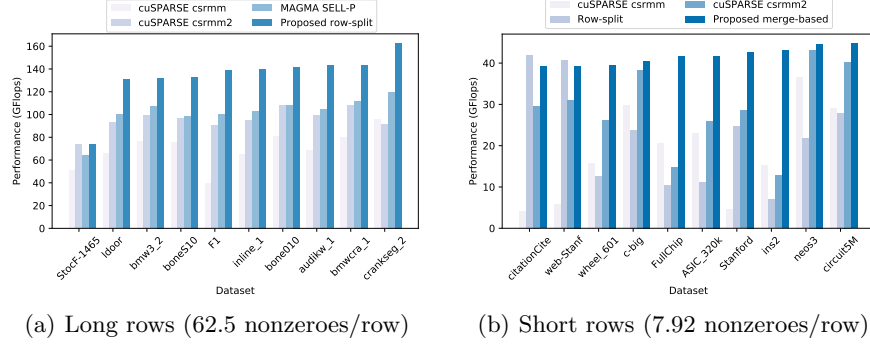 cuSPARSE csrmm
cuSPARSE csrmm2
MAGMA SELL-P
Proposed row-split
Performance (GFlops)
160
140
120
100
80
60
40
20
0
StocF-1465
ldoor
bmw3_2
boneS10
F1
inline_1
bone010
audikw_1
bmwcra_1
crankseg_2
Dataset
(a) Long rows (62.5 nonzeroes/row)
cuSPARSE csrmm
Row-split
cuSPARSE csrmm2
Proposed merge-based
Performance (GFlops)
40
30
20
10
0
citationCite
web-Stanf
wheel_601
c-big
FullChip
ASIC_320k
Stanford
ins2
neos3
circuit5M
Dataset
(b) Short rows (7.92 nonzeroes/row)